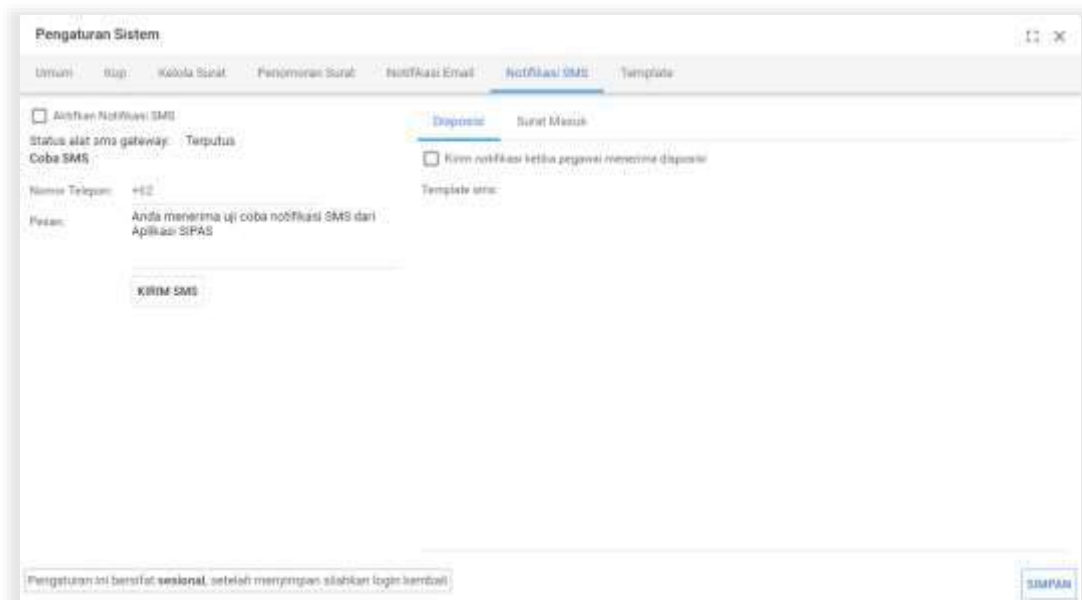 Pengaturan Sistem
Umum Kop Kelola Surat Penomoran Surat Notifikasi Email Notifikasi SMS Template
Aktifkan Notifikasi SMS
Status alat sms gateway: Terputus
Coba SMS
Nomor Telepon: +62
Pesan: Anda menerima uji coba notifikasi SMS dari
Aplikasi SIPAS
KIRIM SMS
Disposisi Surat Masuk
Kirim notifikasi ketika pegawai menerima disposisi
Template sms:
Pengaturan ini bersifat sesional, setelah menyimpan silahkan login kembali
SIMPAN